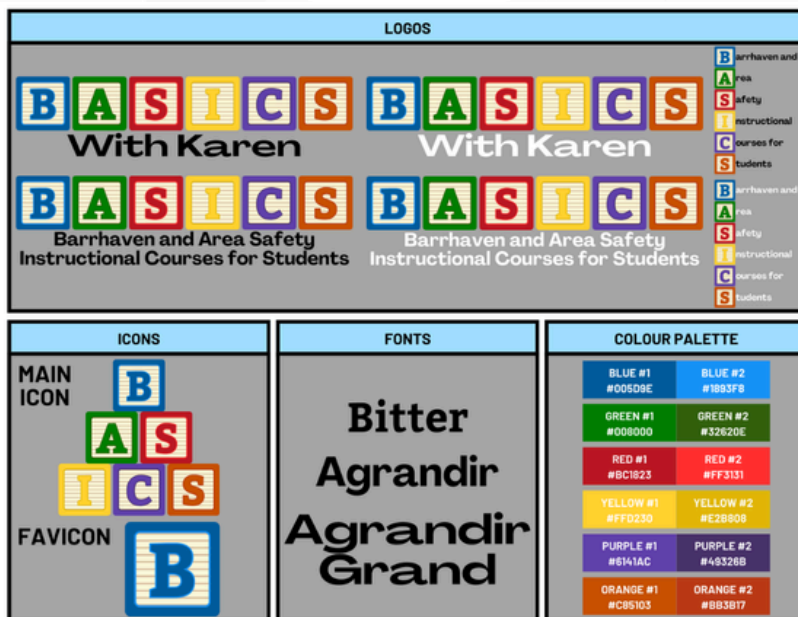 LOGOS
BASICS
With Karen
BASICS
With Karen
BASICS
Barrhaven and Area Safety
Instructional Courses for Students
BASICS
Barrhaven and Area Safety
Instructional Courses for Students
Barrhaven and
Area
Safety
Instructional
Courses for
Students
Barrhaven and
Area
Safety
Instructional
Courses for
Students
ICONS
MAIN
ICON
B
AS
ICS
FAVICON
B
FONTS
Bitter
Agrandir
Agrandir
Grand
COLOUR PALETTE
BLUE #1 BLUE #2
#005D9E #1893F8
GREEN #1 GREEN #2
#008000 #32620E
RED #1 RED #2
#BC1823 #FF3131
YELLOW #1 YELLOW #2
#FFD230 #E2B808
PURPLE #1 PURPLE #2
#6141AC #49326B
ORANGE #1 ORANGE #2
#C85103 #BB3B17